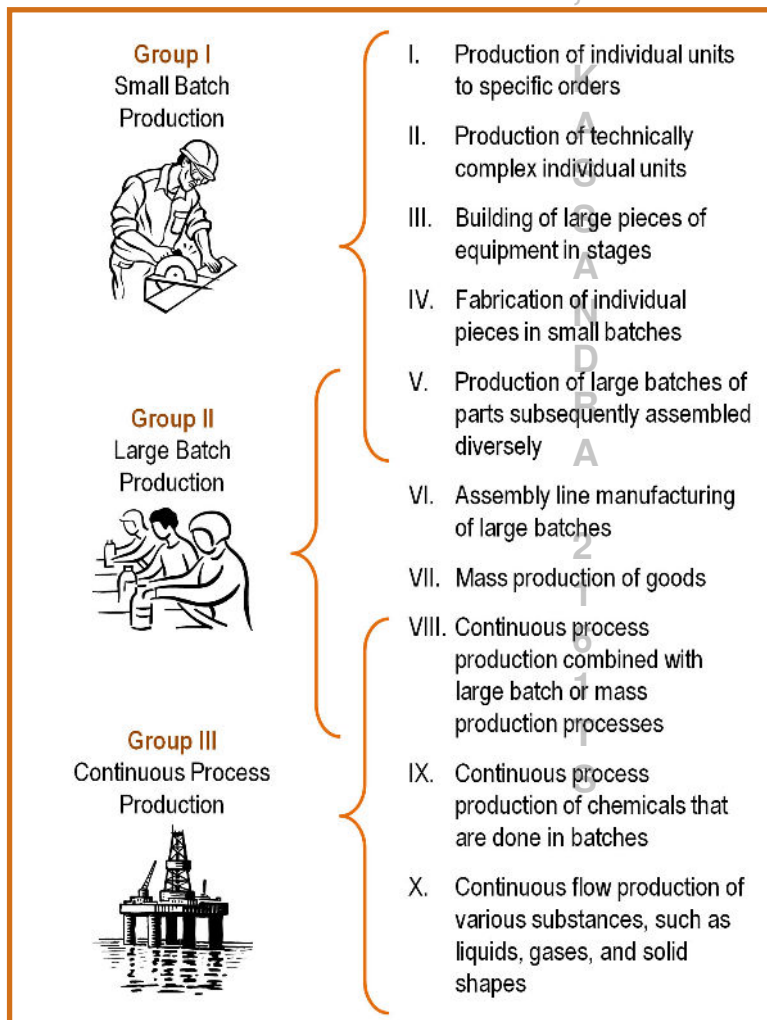 Group I
Small Batch
Production
Group II
Large Batch
Production
Group III
Continuous Process
Production
I. Production of individual units
to specific orders
II. Production of technically
complex individual units
III. Building of large pieces of
equipment in stages
IV. Fabrication of individual
pieces in small batches
V. Production of large batches of
parts subsequently assembled
diversely
VI. Assembly line manufacturing
of large batches
VII. Mass production of goods
VIII. Continuous process
production combined with
large batch or mass
production processes
IX. Continuous process
production of chemicals that
are done in batches
X. Continuous flow production of
various substances, such as
liquids, gases, and solid
shapes
K
A
S
S
A
N
D
R
A
2
1
6
1
1
S